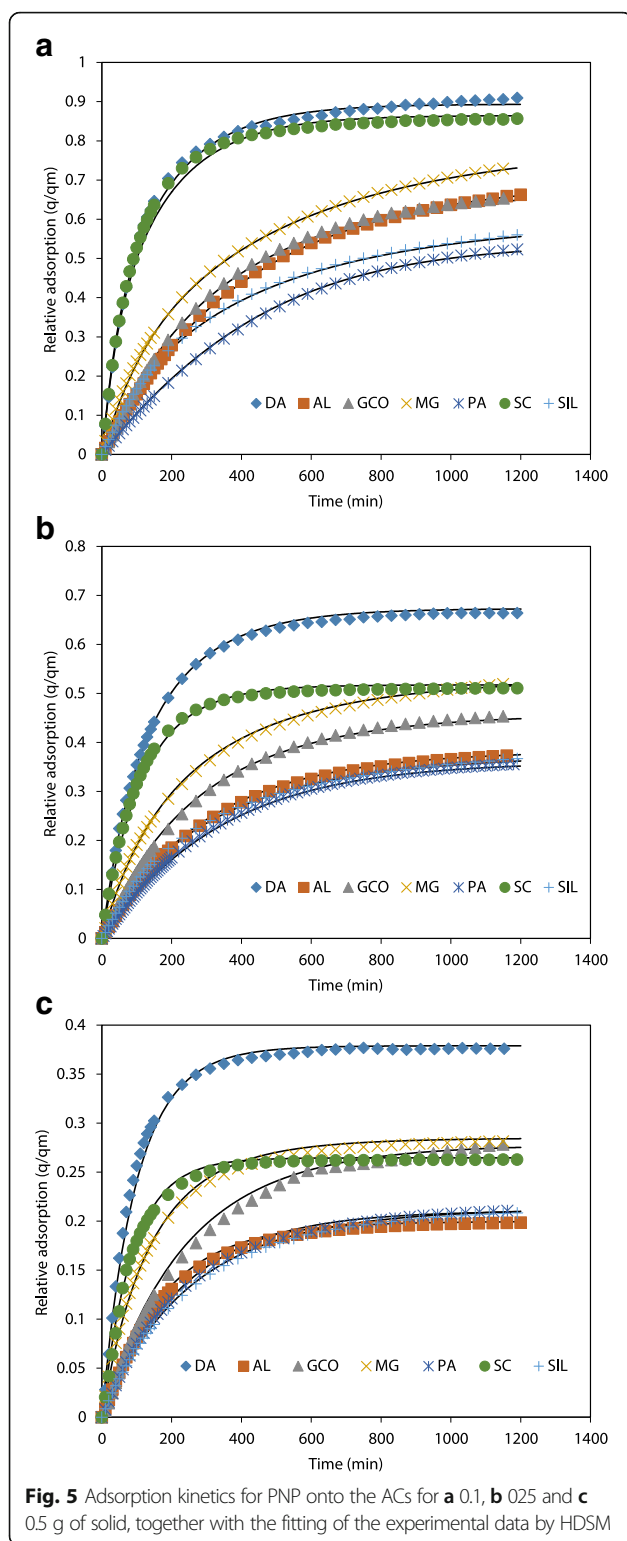 a
1
0.9
0.8
0.7
0.6
0.5
0.4
0.3
0.2
0.1
0
Relative adsorption (q/qm)
DA AL GCO MG PA SC SIL
0 200 400 600 800 1000 1200 1400
Time (min)
b
0.8
0.7
0.6
0.5
0.4
0.3
0.2
0.1
0
Relative adsorption (q/qm)
DA AL GCO MG PA SC SIL
0 200 400 600 800 1000 1200 1400
Time (min)
c
0.4
0.35
0.3
0.25
0.2
0.15
0.1
0.05
0
Relative adsorption (q/qm)
DA AL GCO MG PA SC SIL
0 200 400 600 800 1000 1200 1400
Time (min)
Fig. 5 Adsorption kinetics for PNP onto the ACs for a 0.1, b 025 and c
0.5 g of solid, together with the fitting of the experimental data by HDSM